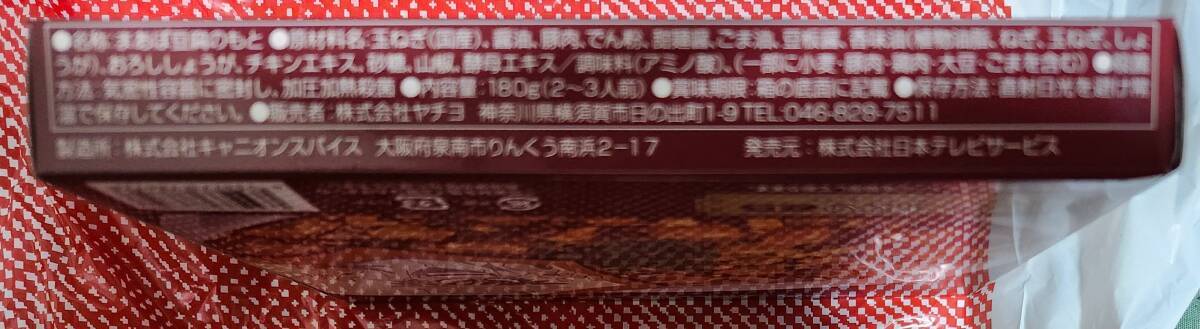 ●名称：まあぼ豆腐のもと ●原材料名：玉ねぎ(国産)、醤油、豚肉、でん粉、甜麺醤、ごま油、豆板醤、香味油(植物油脂、ねぎ、玉ねぎ、しょ
うが)、おろししょうが、チキンエキス、砂糖、山椒、酵母エキス／調味料(アミノ酸)、(一部に小麦・豚肉・鶏肉・大豆・ごまを含む) ●殺菌
方法：気密性容器に密封し、加圧加熱殺菌 ●内容量：180g(2〜3人前) ●賞味期限：箱の底面に記載 ●保存方法：直射日光を避け常
温で保存してください。●販売者：株式会社ヤチヨ 神奈川県横須賀市日の出町1-9 TEL:046-828-7511
製造所：株式会社キャニオンスパイス 大阪府泉南市りんくう南浜2-17 発売元：株式会社日本テレビサービス